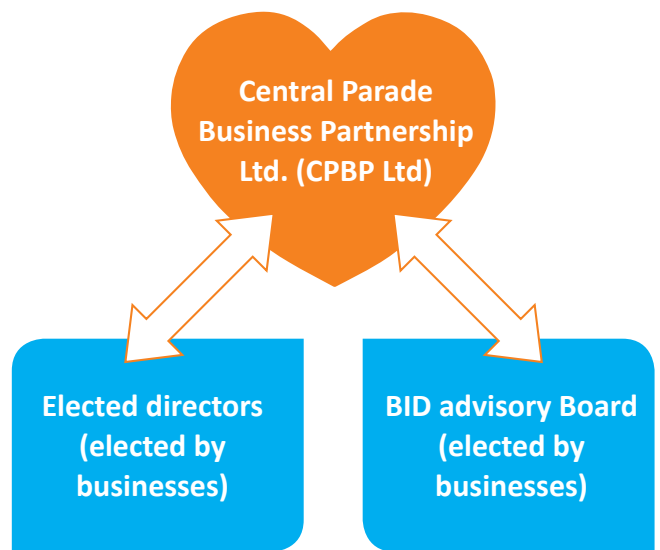 Central Parade
Business Partnership
Ltd. (CPBP Ltd)
Elected directors
(elected by
businesses)
BID advisory Board
(elected by
businesses)